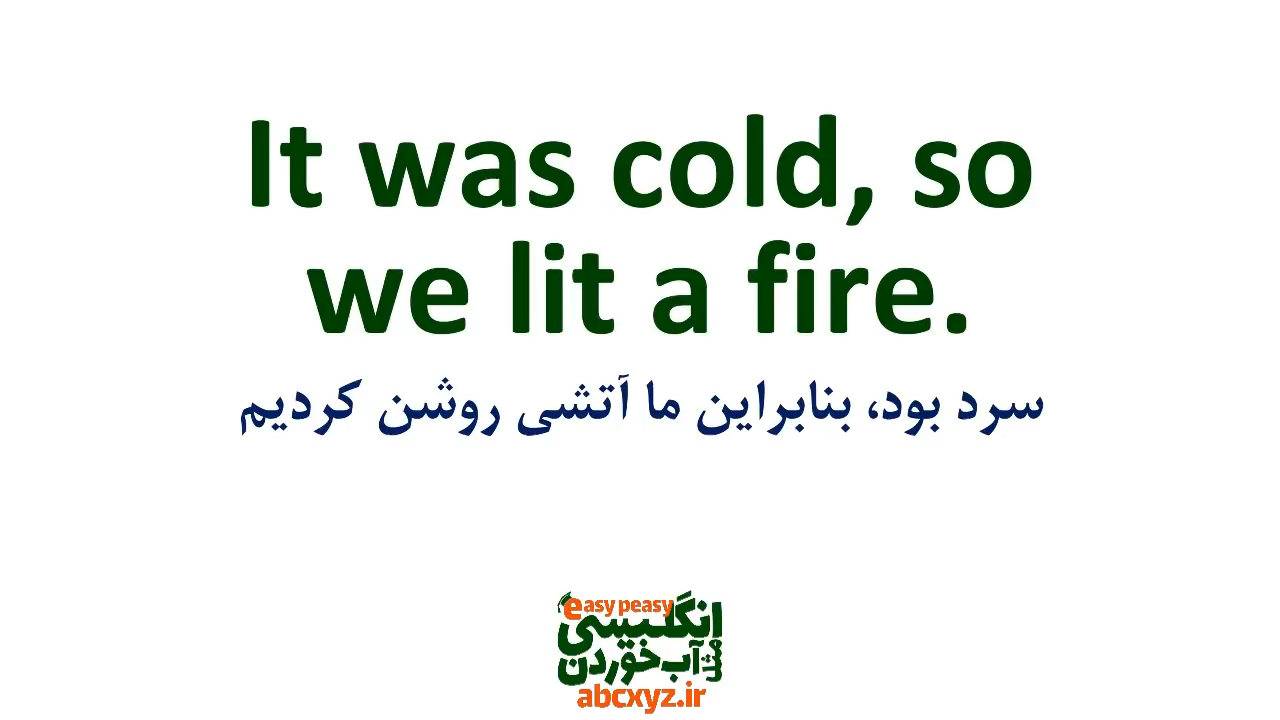 It was cold, so
we lit a fire.
سرد بود، بنابراین ما آتشی روشن کردیم
easy peasy
انگلیسی
مثل آب خوردن
abcxyz.ir